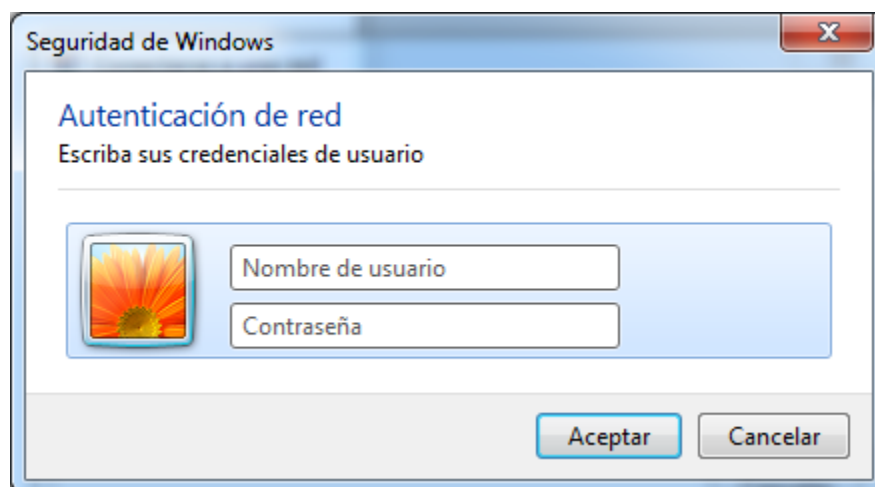 Seguridad de Windows
Autenticación de red
Escriba sus credenciales de usuario
Nombre de usuario
Contraseña
Aceptar
Cancelar